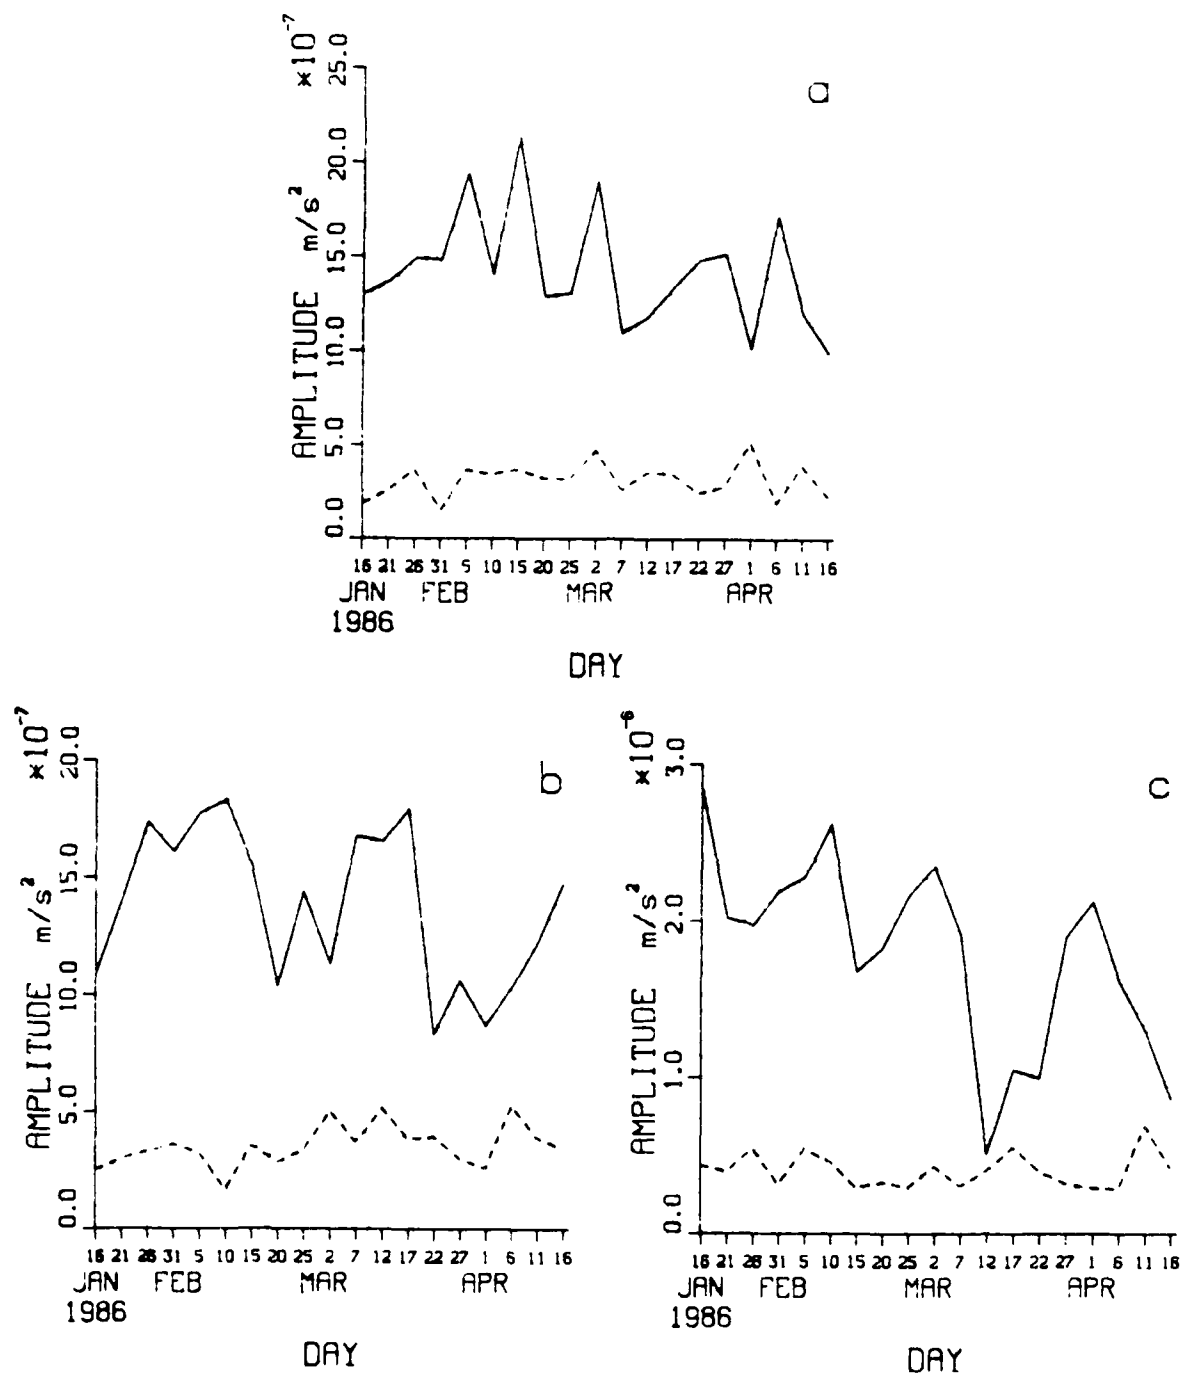 a
AMPLITUDE m/s² *10⁻⁷
25.0
20.0
15.0
10.0
5.0
0.0
16 21 26 31 5 10 15 20 25 2 7 12 17 22 27 1 6 11 16
JAN FEB MAR APR
1986
DAY
b
AMPLITUDE m/s² *10⁻⁷
20.0
15.0
10.0
5.0
0.0
16 21 26 31 5 10 15 20 25 2 7 12 17 22 27 1 6 11 16
JAN FEB MAR APR
1986
DAY
c
AMPLITUDE m/s² *10⁻⁶
3.0
2.0
1.0
0.0
16 21 26 31 5 10 15 20 25 2 7 12 17 22 27 1 6 11 16
JAN FEB MAR APR
1986
DAY